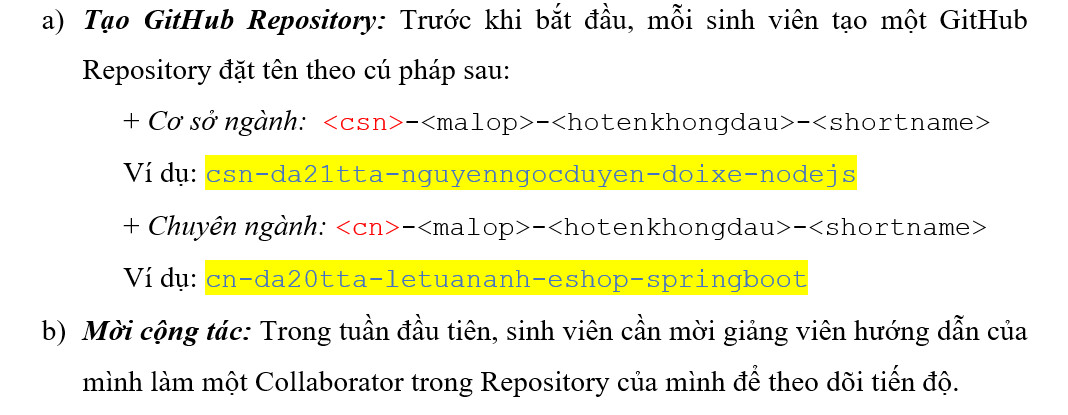 a) Tạo GitHub Repository: Trước khi bắt đầu, mỗi sinh viên tạo một GitHub
Repository đặt tên theo cú pháp sau:
+ Cơ sở ngành: <csn>-<malop>-<hotenkhongdau>-<shortname>
Ví dụ: csn-da21tta-nguyenngocduyen-doixe-nodejs
+ Chuyên ngành: <cn>-<malop>-<hotenkhongdau>-<shortname>
Ví dụ: cn-da20tta-letuananh-eshop-springboot
b) Mời cộng tác: Trong tuần đầu tiên, sinh viên cần mời giảng viên hướng dẫn của
mình làm một Collaborator trong Repository của mình để theo dõi tiến độ.